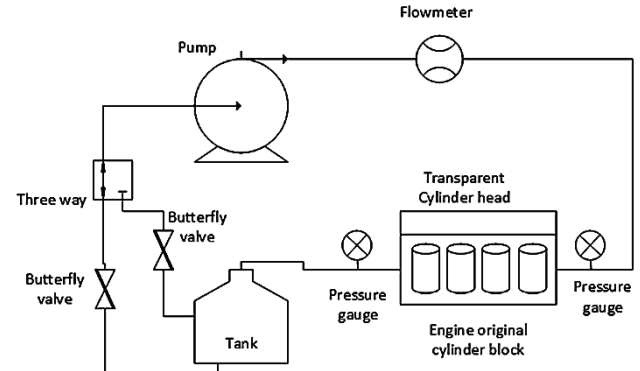 Flowmeter
Pump
Transparent
Cylinder head
Three way
Butterfly
valve
Butterfly
valve
Pressure
gauge
Pressure
gauge
Tank
Engine original
cylinder block